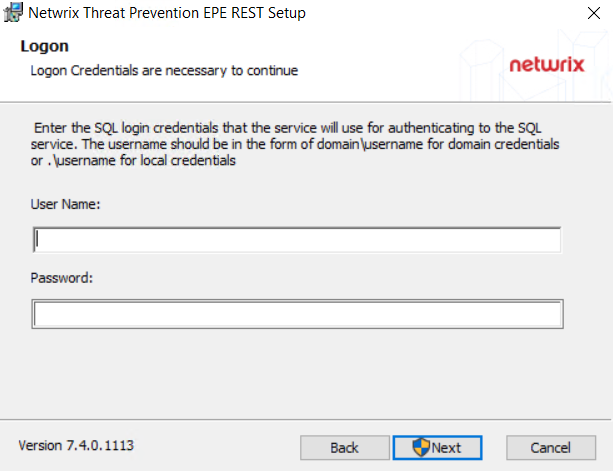 Netwrix Threat Prevention EPE REST Setup
Logon
Logon Credentials are necessary to continue
netwrix
Enter the SQL login credentials that the service will use for authenticating to the SQL
service. The username should be in the form of domain\username for domain credentials
or .\username for local credentials
User Name:
Password:
Version 7.4.0.1113
Back
Next
Cancel